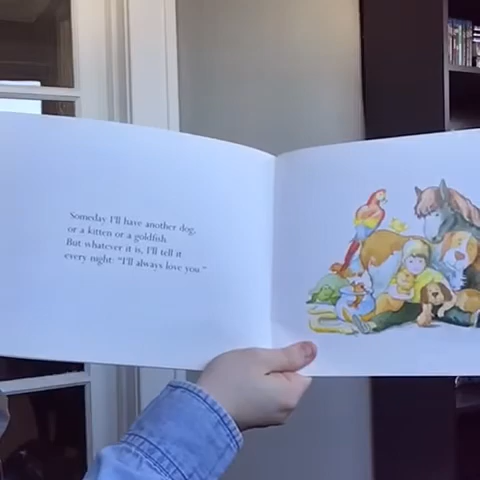 Someday I'll have another dog,
or a kitten or a goldfish.
But whatever it is, I'll tell it
every night: "I'll always love you."